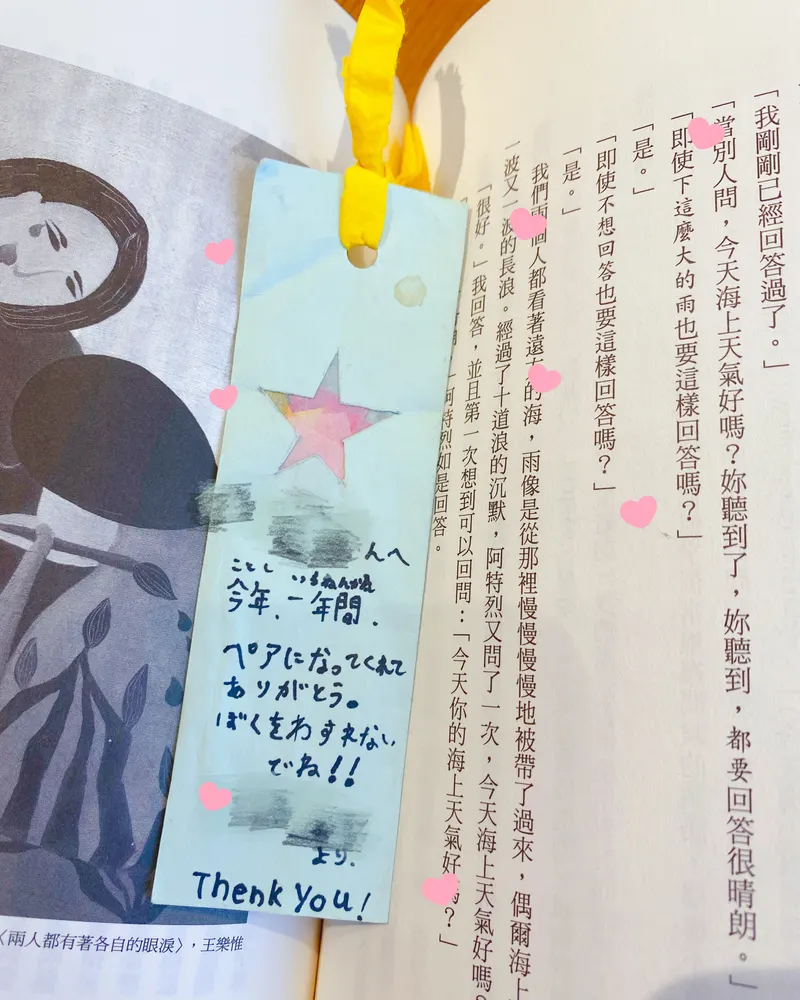 んへ
ことし いちねんかん
今年、一年間、
ペアになってくれて
ありがとう。
ぼくをわすれない
でね!!
より。
Thenk You!
〈兩人都有著各自的眼淚〉，王樂惟
「我剛剛已經回答過了。」
「當別人問，今天海上天氣好嗎？妳聽到了，妳聽到，都要回答很晴朗。」
「即使下這麼大的雨也要這樣回答嗎？」
「是。」
「即使不想回答也要這樣回答嗎？」
「是。」
我們兩個人都看著遠方的海，雨像是從那裡慢慢慢慢地被帶了過來，偶爾海上
一波又一波的長浪。經過了十道浪的沉默，阿特烈又問了一次，今天海上天氣好嗎？
「很好。」我回答，並且第一次想到可以回問：「今天你的海上天氣好嗎？」
」阿特烈如是回答。